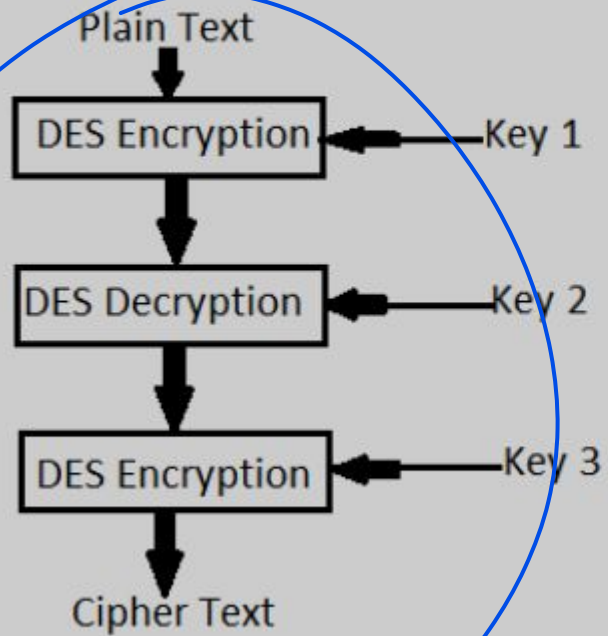 Plain Text
DES Encryption
Key 1
DES Decryption
Key 2
DES Encryption
Key 3
Cipher Text